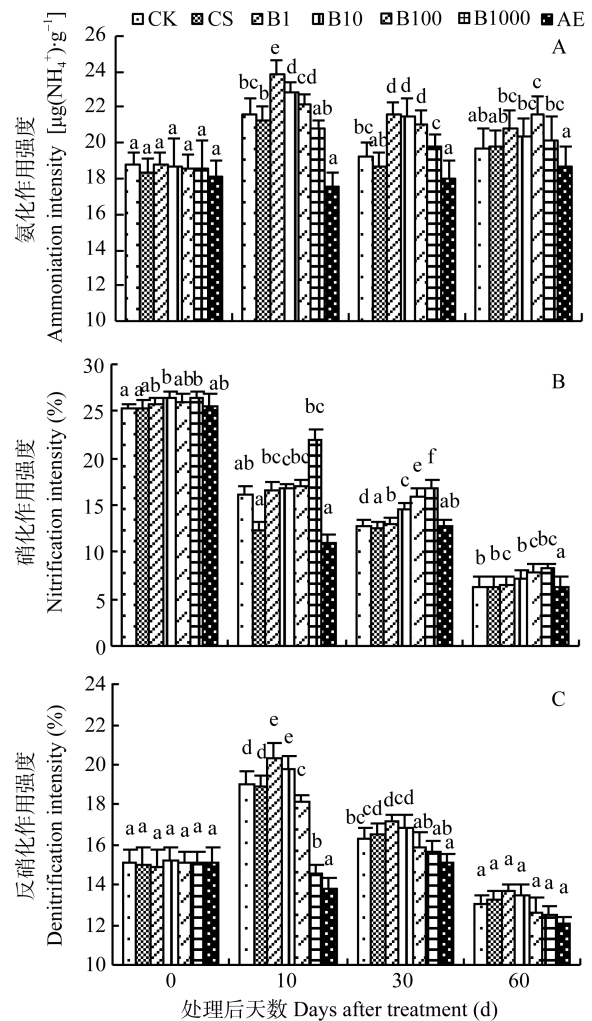 CK CS B1 B10 B100 B1000 AE
A
氨化作用强度
Ammoniation intensity [μg(NH₄⁺)·g⁻¹]
26
24
22
20
18
16
14
12
10
a a a a a a a
bc b e d cd ab a
bc ab d d d c a
ab ab bc bc c bc a
B
硝化作用强度
Nitrification intensity (%)
30
25
20
15
10
5
0
a a ab b ab b ab
ab a bc bc bc bc a
d a b c e f ab
b b c b c bc a
C
反硝化作用强度
Denitrification intensity (%)
24
22
20
18
16
14
12
10
a a a a a a a
d d e e c b a
bc cd d cd ab ab a
a a a a a a a
0 10 30 60
处理后天数 Days after treatment (d)